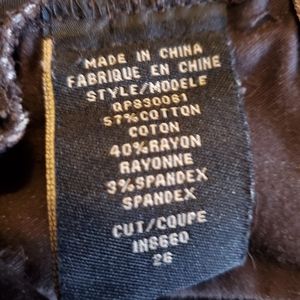 MADE IN CHINA
FABRIQUE EN CHINE
STYLE/MODELE
QP830061
57%COTTON
COTON
40%RAYON
RAYONNE
3%SPANDEX
SPANDEX
CUT/COUPE
IN8660
26